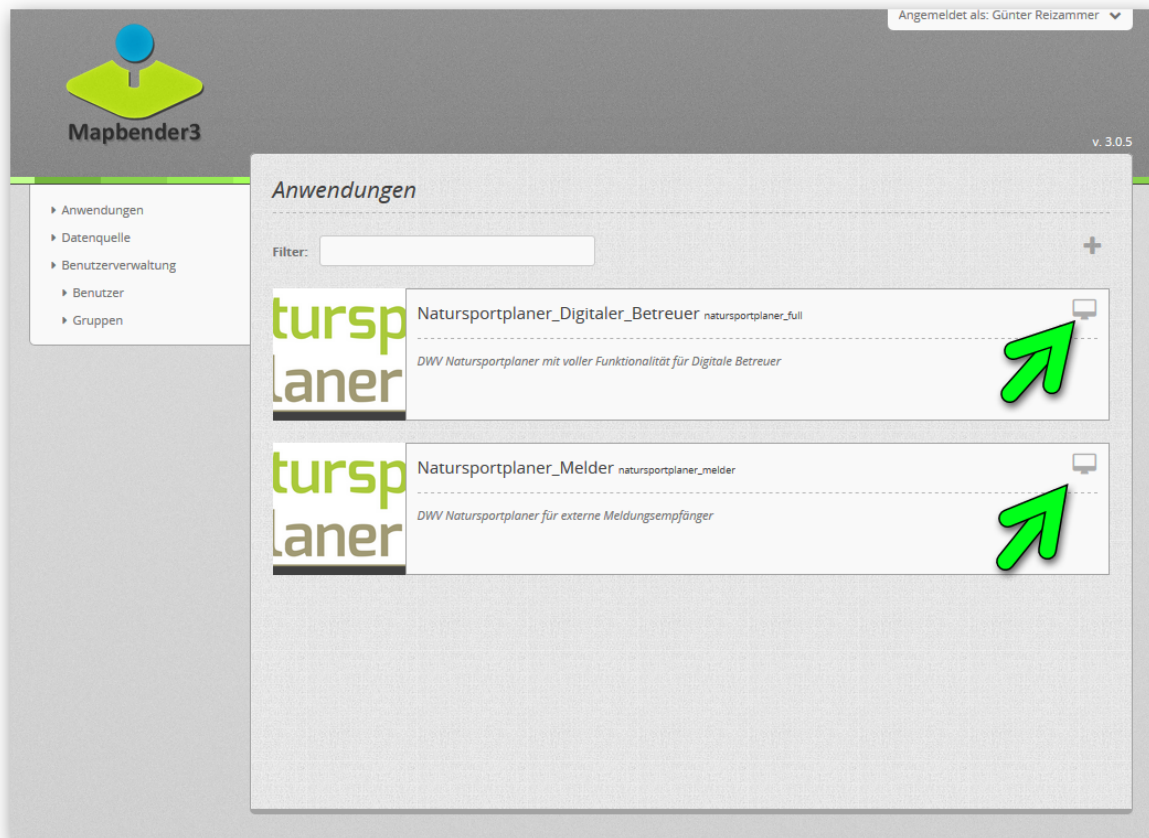 Angemeldet als: Günter Reizammer
Mapbender3
v. 3.0.5
Anwendungen
Datenquelle
Benutzerverwaltung
Benutzer
Gruppen
Anwendungen
Filter:
tursp
laner
Natursportplaner_Digitaler_Betreuer natursportplaner_full
DWV Natursportplaner mit voller Funktionalität für Digitale Betreuer
tursp
laner
Natursportplaner_Melder natursportplaner_melder
DWV Natursportplaner für externe Meldungsempfänger